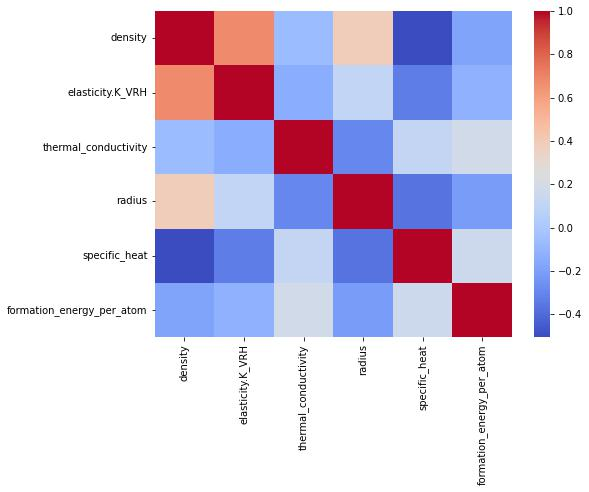 density
elasticity.K_VRH
thermal_conductivity
radius
specific_heat
formation_energy_per_atom
density
elasticity.K_VRH
thermal_conductivity
radius
specific_heat
formation_energy_per_atom
1.0
0.8
0.6
0.4
0.2
0.0
−0.2
−0.4